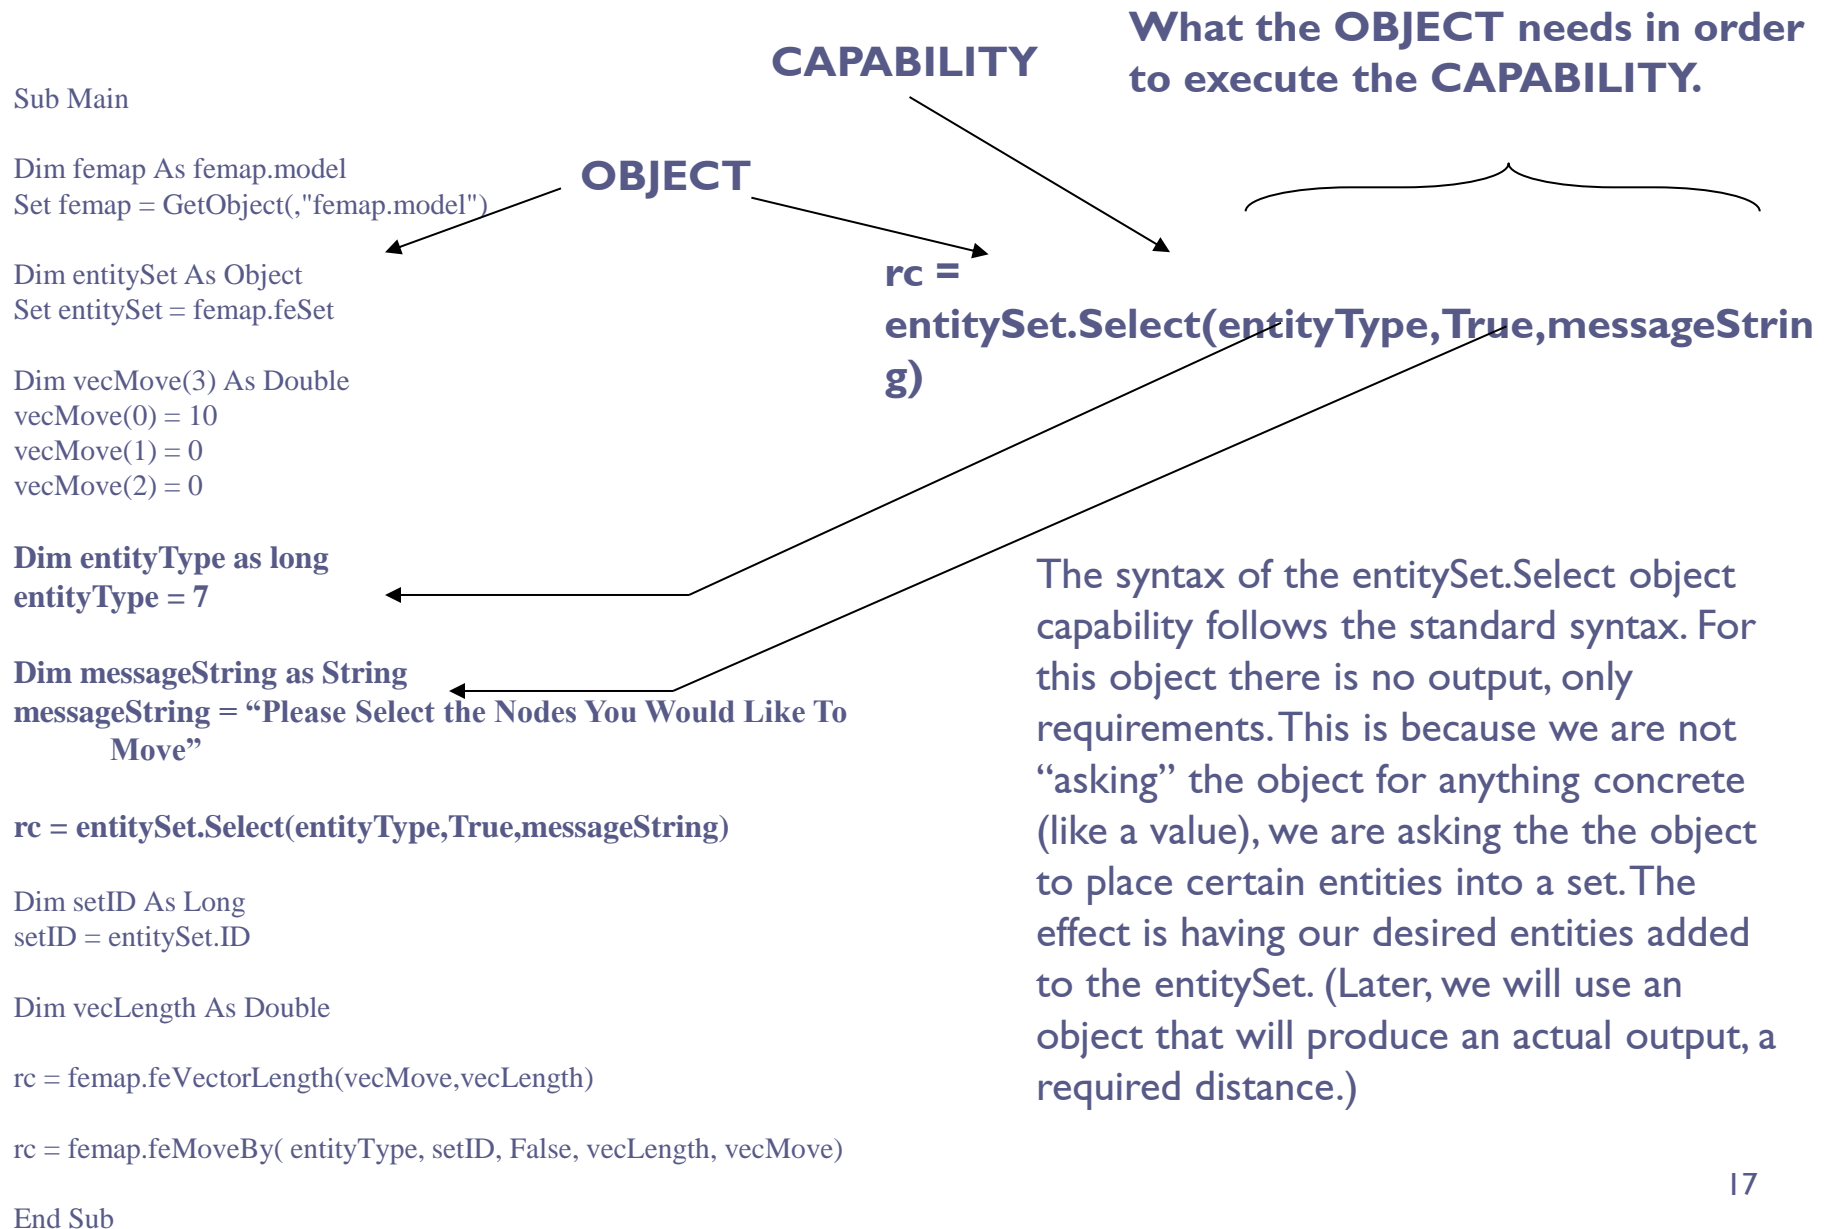 CAPABILITY
What the OBJECT needs in order
to execute the CAPABILITY.
OBJECT
Sub Main
Dim femap As femap.model
Set femap = GetObject(,"femap.model")
Dim entitySet As Object
Set entitySet = femap.feSet
Dim vecMove(3) As Double
vecMove(0) = 10
vecMove(1) = 0
vecMove(2) = 0
Dim entityType as long
entityType = 7
Dim messageString as String
messageString = “Please Select the Nodes You Would Like To
Move”
rc = entitySet.Select(entityType,True,messageString)
Dim setID As Long
setID = entitySet.ID
Dim vecLength As Double
rc = femap.feVectorLength(vecMove,vecLength)
rc = femap.feMoveBy( entityType, setID, False, vecLength, vecMove)
End Sub
rc =
entitySet.Select(entityType,True,messageStrin
g)
The syntax of the entitySet.Select object
capability follows the standard syntax. For
this object there is no output, only
requirements. This is because we are not
“asking” the object for anything concrete
(like a value), we are asking the the object
to place certain entities into a set. The
effect is having our desired entities added
to the entitySet. (Later, we will use an
object that will produce an actual output, a
required distance.)
17